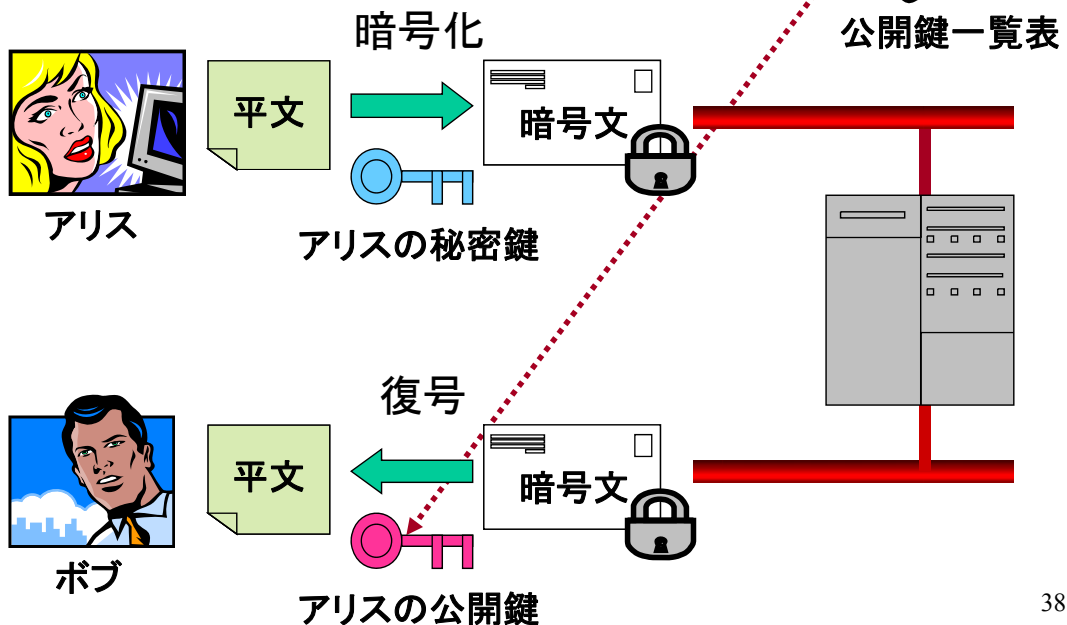 公開鍵一覧表
暗号化
平文
暗号文
アリス
アリスの秘密鍵
復号
平文
暗号文
ボブ
アリスの公開鍵
38